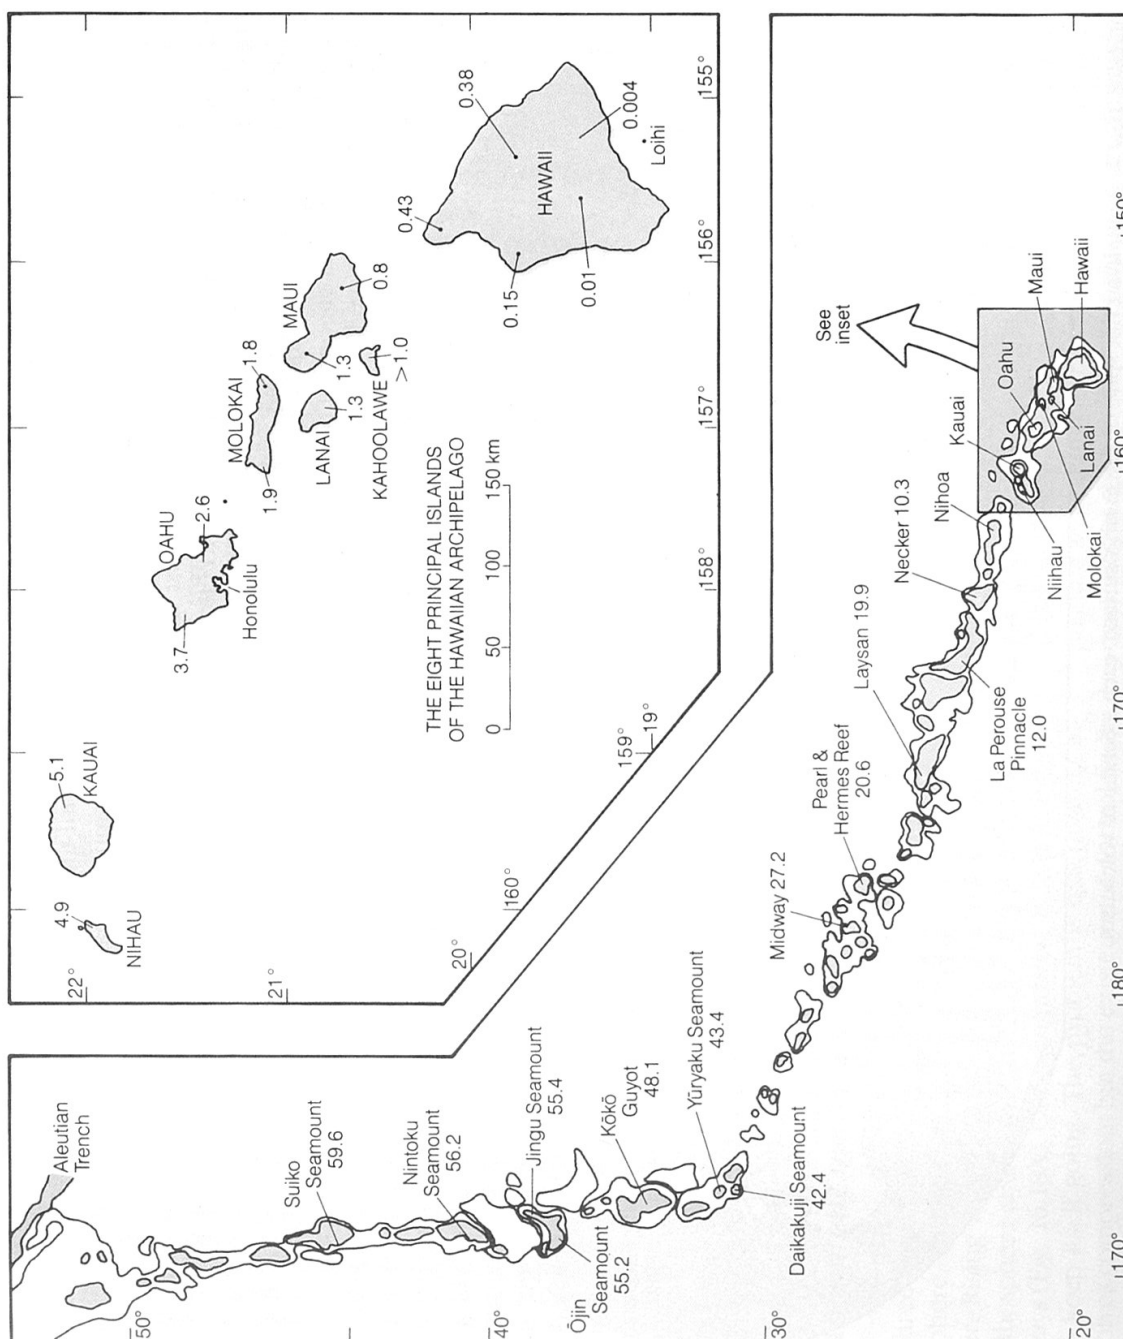 22°
21°
20°
19°
155°
156°
157°
158°
159°
160°
4.9
NIHAU
5.1
KAUAI
OAHU
3.7
2.6
Honolulu
MOLOKAI
1.9
1.8
LANAI
1.3
MAUI
1.3
0.8
KAHOOLAWE
>1.0
HAWAII
0.43
0.38
0.15
0.01
0.004
Loihi
THE EIGHT PRINCIPAL ISLANDS
OF THE HAWAIIAN ARCHIPELAGO
0 50 100 150 km
Aleutian
Trench
Suiko
Seamount
59.6
Nintoku
Seamount
56.2
Jingu Seamount
55.4
Ōjin
Seamount
55.2
Kōkō
Guyot
48.1
Yūryaku Seamount
43.4
Daikakuji Seamount
42.4
Midway 27.2
Pearl &
Hermes Reef
20.6
Laysan 19.9
La Perouse
Pinnacle
12.0
Necker 10.3
Nihoa
Kauai
Niihau
Oahu
Molokai
Maui
Lanai
Hawaii
See
inset
50°
40°
30°
20°
170°
180°
170°
160°
150°